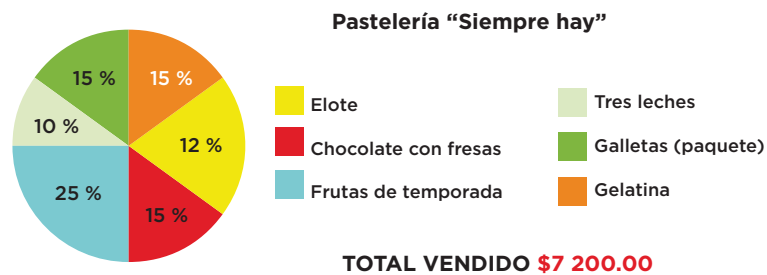 Pastelería “Siempre hay”
15 %
15 %
10 %
12 %
25 %
15 %
Elote
Chocolate con fresas
Frutas de temporada
Tres leches
Galletas (paquete)
Gelatina
TOTAL VENDIDO $7 200.00